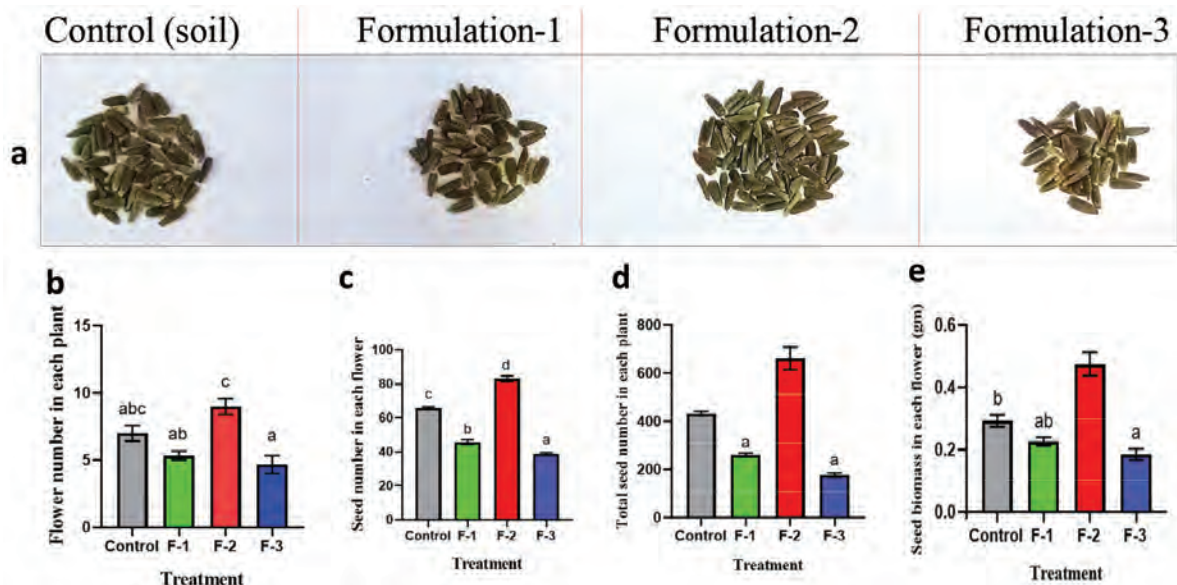 Control (soil) Formulation-1 Formulation-2 Formulation-3
a
b
Flower number in each plant
15
10
5
0
abc
ab
c
a
Control F-1 F-2 F-3
Treatment
c
Seed number in each flower
100
80
60
40
20
0
c
b
d
a
Control F-1 F-2 F-3
Treatment
d
Total seed number in each plant
800
600
400
200
0
a
a
Control F-1 F-2 F-3
Treatment
e
Seed biomass in each flower (gm)
0.6
0.4
0.2
0.0
b
ab
a
Control F-1 F-2 F-3
Treatment